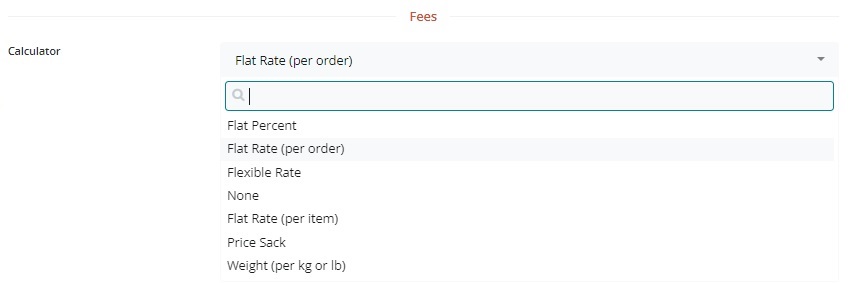 Fees
Calculator
Flat Rate (per order)
Flat Percent
Flat Rate (per order)
Flexible Rate
None
Flat Rate (per item)
Price Sack
Weight (per kg or lb)